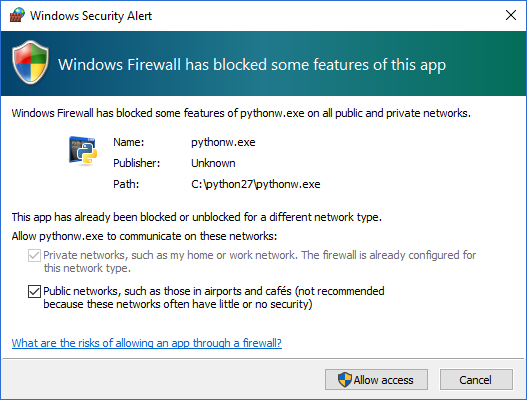 Windows Security Alert
Windows Firewall has blocked some features of this app
Windows Firewall has blocked some features of pythonw.exe on all public and private networks.
Name: pythonw.exe
Publisher: Unknown
Path: C:\python27\pythonw.exe
This app has already been blocked or unblocked for a different network type.
Allow pythonw.exe to communicate on these networks:
Private networks, such as my home or work network. The firewall is already configured for
this network type.
Public networks, such as those in airports and cafés (not recommended
because these networks often have little or no security)
What are the risks of allowing an app through a firewall?
Allow access Cancel